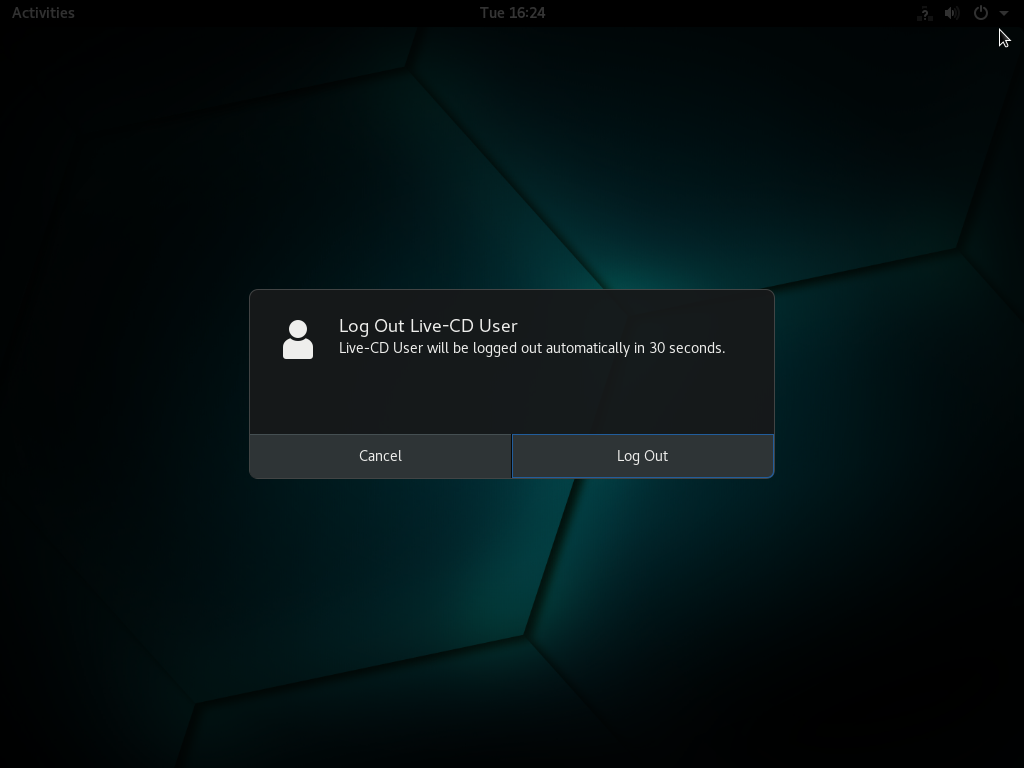 Activities
Tue 16:24
Log Out Live-CD User
Live-CD User will be logged out automatically in 30 seconds.
Cancel
Log Out